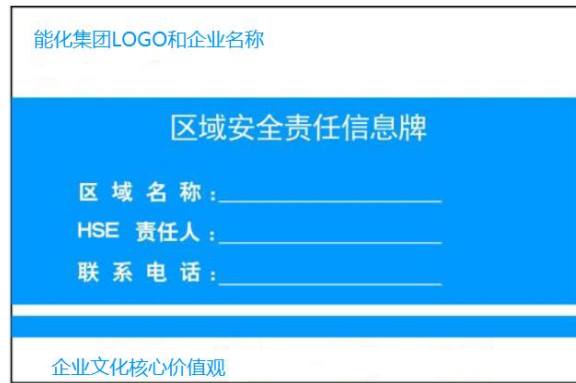 能化集团LOGO和企业名称
区域安全责任信息牌
区 域 名 称：
HSE 责任人：
联 系 电 话：
企业文化核心价值观